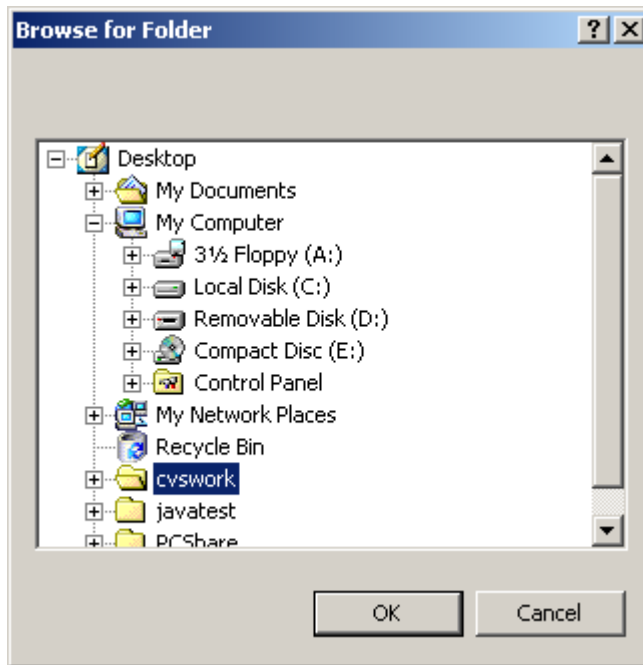 Browse for Folder
Desktop
My Documents
My Computer
3½ Floppy (A:)
Local Disk (C:)
Removable Disk (D:)
Compact Disc (E:)
Control Panel
My Network Places
Recycle Bin
cvswork
javatest
PCShare
OK Cancel